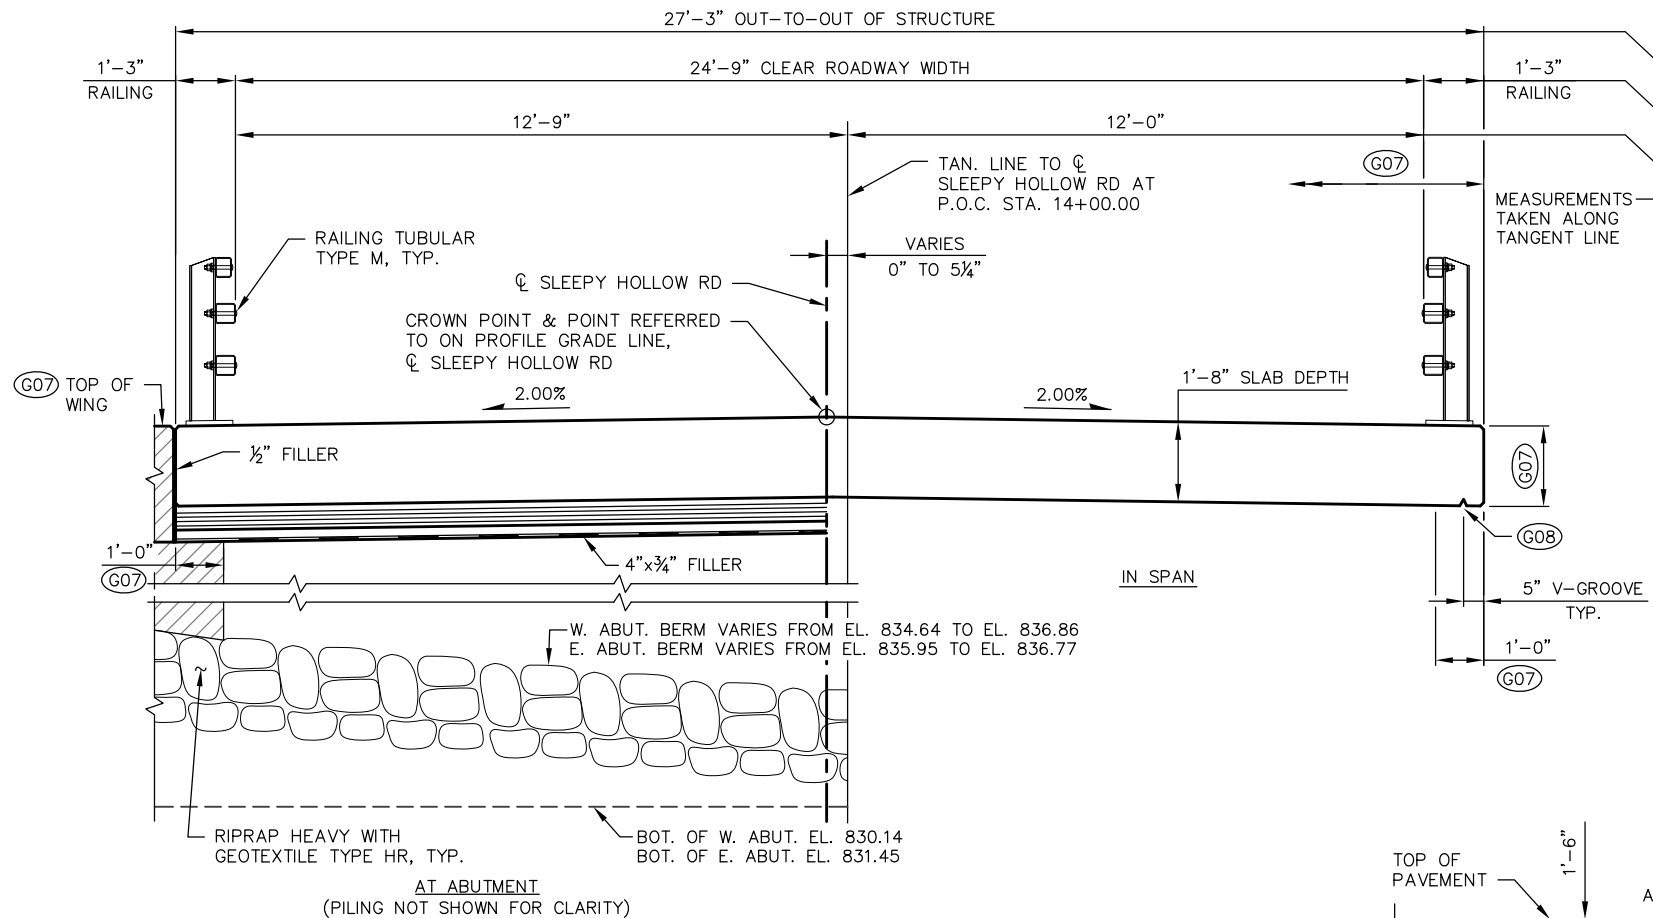 27'-3" OUT-TO-OUT OF STRUCTURE
1'-3"
RAILING
24'-9" CLEAR ROADWAY WIDTH
1'-3"
RAILING
12'-9"
12'-0"
TAN. LINE TO ℄
SLEEPY HOLLOW RD AT
P.O.C. STA. 14+00.00
G07
MEASUREMENTS
TAKEN ALONG
TANGENT LINE
RAILING TUBULAR
TYPE M, TYP.
VARIES
0" TO 5¼"
℄ SLEEPY HOLLOW RD
CROWN POINT & POINT REFERRED
TO ON PROFILE GRADE LINE,
℄ SLEEPY HOLLOW RD
G07 TOP OF
WING
2.00%
2.00%
1'-8" SLAB DEPTH
½" FILLER
G07
G08
1'-0"
G07
4"x¾" FILLER
IN SPAN
5" V-GROOVE
TYP.
W. ABUT. BERM VARIES FROM EL. 834.64 TO EL. 836.86
E. ABUT. BERM VARIES FROM EL. 835.95 TO EL. 836.77
1'-0"
G07
RIPRAP HEAVY WITH
GEOTEXTILE TYPE HR, TYP.
BOT. OF W. ABUT. EL. 830.14
BOT. OF E. ABUT. EL. 831.45
AT ABUTMENT
(PILING NOT SHOWN FOR CLARITY)
TOP OF
PAVEMENT
1'-6"
A